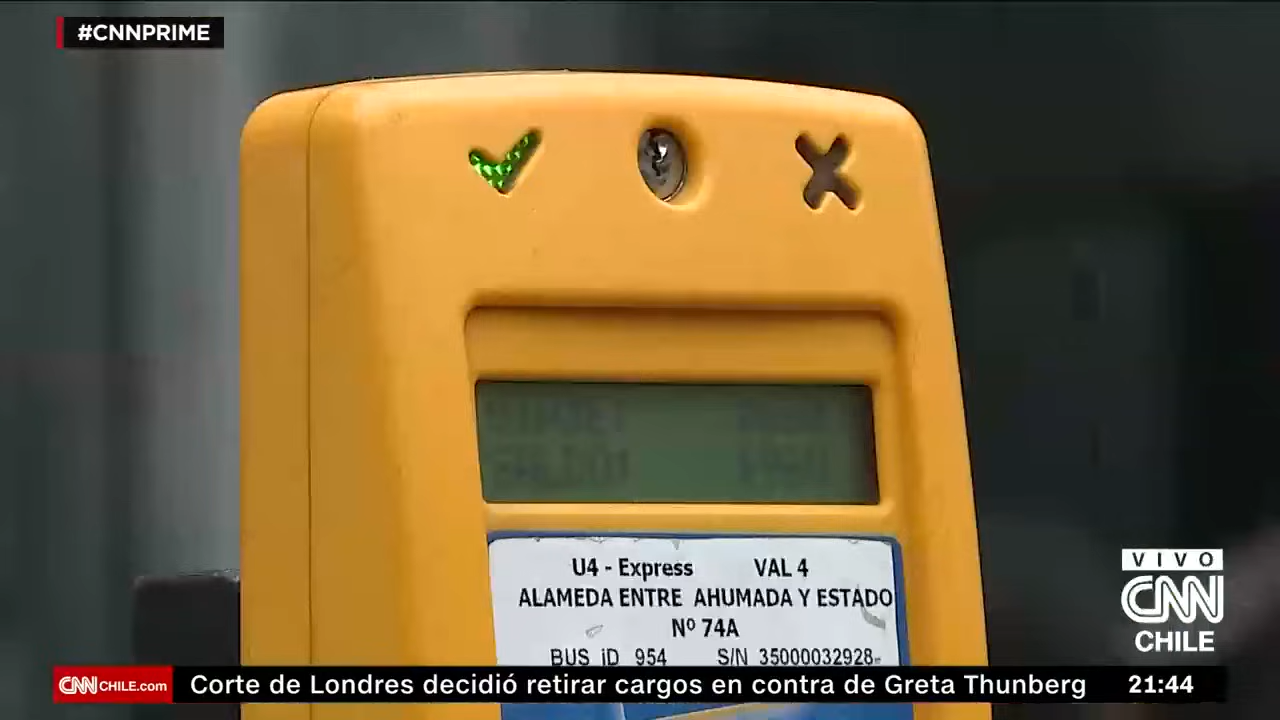 #CNNPRIME
U4 - Express VAL 4
ALAMEDA ENTRE AHUMADA Y ESTADO
Nº 74A
BUS iD 954 S/N 35000032928
VIVO
CNN
CHILE
CNNCHILE.com Corte de Londres decidió retirar cargos en contra de Greta Thunberg 21:44